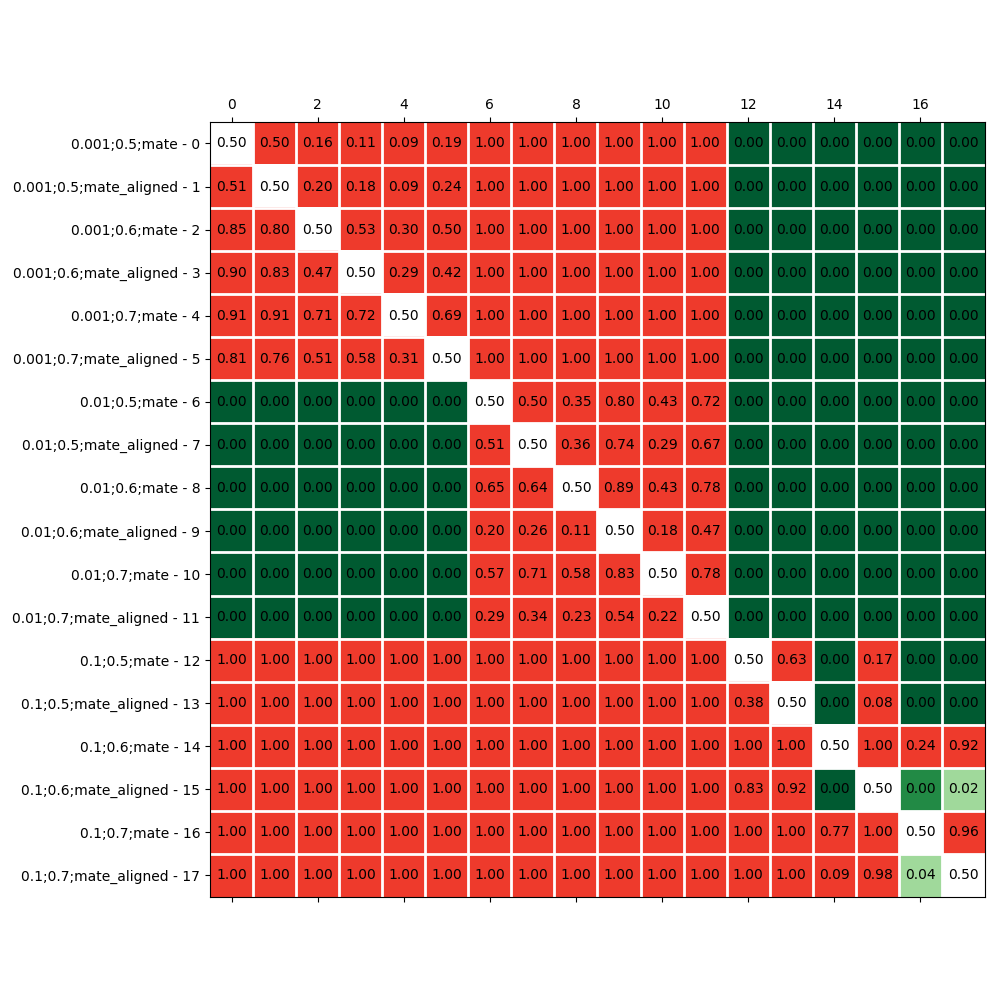 0 2 4 6 8 10 12 14 16
0.001;0.5;mate - 0 0.50 0.50 0.16 0.11 0.09 0.19 1.00 1.00 1.00 1.00 1.00 1.00 0.00 0.00 0.00 0.00 0.00 0.00
0.001;0.5;mate_aligned - 1 0.51 0.50 0.20 0.18 0.09 0.24 1.00 1.00 1.00 1.00 1.00 1.00 0.00 0.00 0.00 0.00 0.00 0.00
0.001;0.6;mate - 2 0.85 0.80 0.50 0.53 0.30 0.50 1.00 1.00 1.00 1.00 1.00 1.00 0.00 0.00 0.00 0.00 0.00 0.00
0.001;0.6;mate_aligned - 3 0.90 0.83 0.47 0.50 0.29 0.42 1.00 1.00 1.00 1.00 1.00 1.00 0.00 0.00 0.00 0.00 0.00 0.00
0.001;0.7;mate - 4 0.91 0.91 0.71 0.72 0.50 0.69 1.00 1.00 1.00 1.00 1.00 1.00 0.00 0.00 0.00 0.00 0.00 0.00
0.001;0.7;mate_aligned - 5 0.81 0.76 0.51 0.58 0.31 0.50 1.00 1.00 1.00 1.00 1.00 1.00 0.00 0.00 0.00 0.00 0.00 0.00
0.01;0.5;mate - 6 0.00 0.00 0.00 0.00 0.00 0.00 0.50 0.50 0.35 0.80 0.43 0.72 0.00 0.00 0.00 0.00 0.00 0.00
0.01;0.5;mate_aligned - 7 0.00 0.00 0.00 0.00 0.00 0.00 0.51 0.50 0.36 0.74 0.29 0.67 0.00 0.00 0.00 0.00 0.00 0.00
0.01;0.6;mate - 8 0.00 0.00 0.00 0.00 0.00 0.00 0.65 0.64 0.50 0.89 0.43 0.78 0.00 0.00 0.00 0.00 0.00 0.00
0.01;0.6;mate_aligned - 9 0.00 0.00 0.00 0.00 0.00 0.00 0.20 0.26 0.11 0.50 0.18 0.47 0.00 0.00 0.00 0.00 0.00 0.00
0.01;0.7;mate - 10 0.00 0.00 0.00 0.00 0.00 0.00 0.57 0.71 0.58 0.83 0.50 0.78 0.00 0.00 0.00 0.00 0.00 0.00
0.01;0.7;mate_aligned - 11 0.00 0.00 0.00 0.00 0.00 0.00 0.29 0.34 0.23 0.54 0.22 0.50 0.00 0.00 0.00 0.00 0.00 0.00
0.1;0.5;mate - 12 1.00 1.00 1.00 1.00 1.00 1.00 1.00 1.00 1.00 1.00 1.00 1.00 0.50 0.63 0.00 0.17 0.00 0.00
0.1;0.5;mate_aligned - 13 1.00 1.00 1.00 1.00 1.00 1.00 1.00 1.00 1.00 1.00 1.00 1.00 0.38 0.50 0.00 0.08 0.00 0.00
0.1;0.6;mate - 14 1.00 1.00 1.00 1.00 1.00 1.00 1.00 1.00 1.00 1.00 1.00 1.00 1.00 1.00 0.50 1.00 0.24 0.92
0.1;0.6;mate_aligned - 15 1.00 1.00 1.00 1.00 1.00 1.00 1.00 1.00 1.00 1.00 1.00 1.00 0.83 0.92 0.00 0.50 0.00 0.02
0.1;0.7;mate - 16 1.00 1.00 1.00 1.00 1.00 1.00 1.00 1.00 1.00 1.00 1.00 1.00 1.00 1.00 0.77 1.00 0.50 0.96
0.1;0.7;mate_aligned - 17 1.00 1.00 1.00 1.00 1.00 1.00 1.00 1.00 1.00 1.00 1.00 1.00 1.00 1.00 0.09 0.98 0.04 0.50